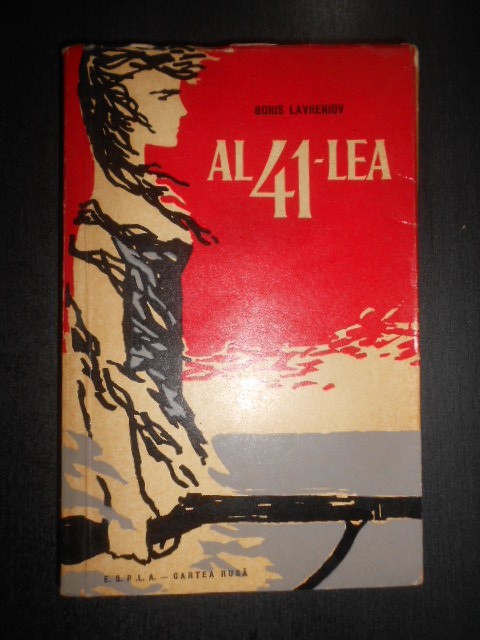 BORIS LAVRENIOV
AL 41-LEA
E. S. P. L. A. — CARTEA RUSĂ